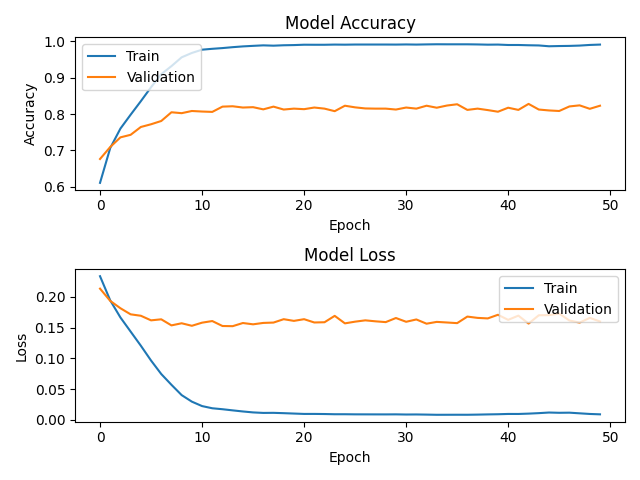 Model Accuracy
1.0
0.9
0.8
0.7
0.6
Accuracy
Train
Validation
0 10 20 30 40 50
Epoch
Model Loss
0.20
0.15
0.10
0.05
0.00
Loss
Train
Validation
0 10 20 30 40 50
Epoch